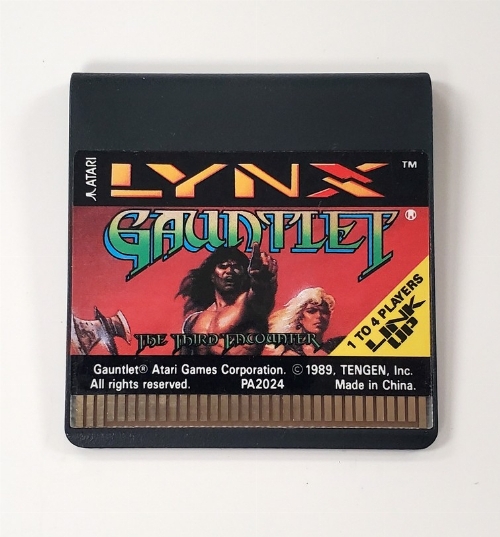 ATARI LYNX ™
GAUNTLET®
THE THIRD ENCOUNTER
1 TO 4 PLAYERS
LINK
UP
Gauntlet® Atari Games Corporation. © 1989, TENGEN, Inc.
All rights reserved. PA2024 Made in China.